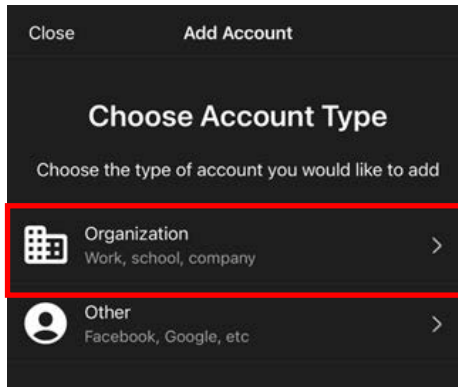 Close
Add Account
Choose Account Type
Choose the type of account you would like to add
Organization
Work, school, company
Other
Facebook, Google, etc